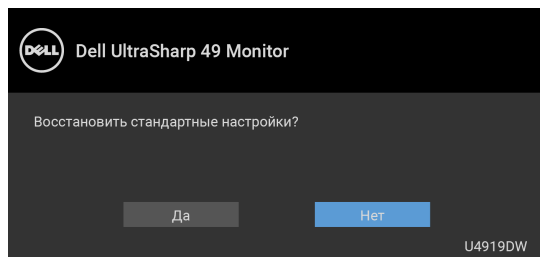 DELL
Dell UltraSharp 49 Monitor
Восстановить стандартные настройки?
Да
Нет
U4919DW